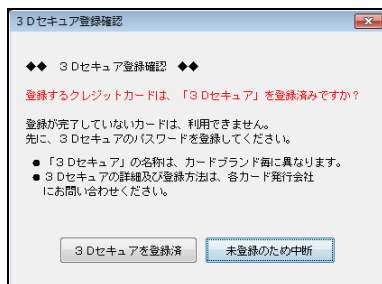 3Dセキュア登録確認
◆◆ 3Dセキュア登録確認 ◆◆
登録するクレジットカードは、「3Dセキュア」を登録済みですか？
登録が完了していないカードは、利用できません。
先に、3Dセキュアのパスワードを登録してください。
● 「3Dセキュア」の名称は、カードブランド毎に異なります。
● 3Dセキュアの詳細及び登録方法は、各カード発行会社
にお問い合わせください。
3Dセキュアを登録済
未登録のため中断